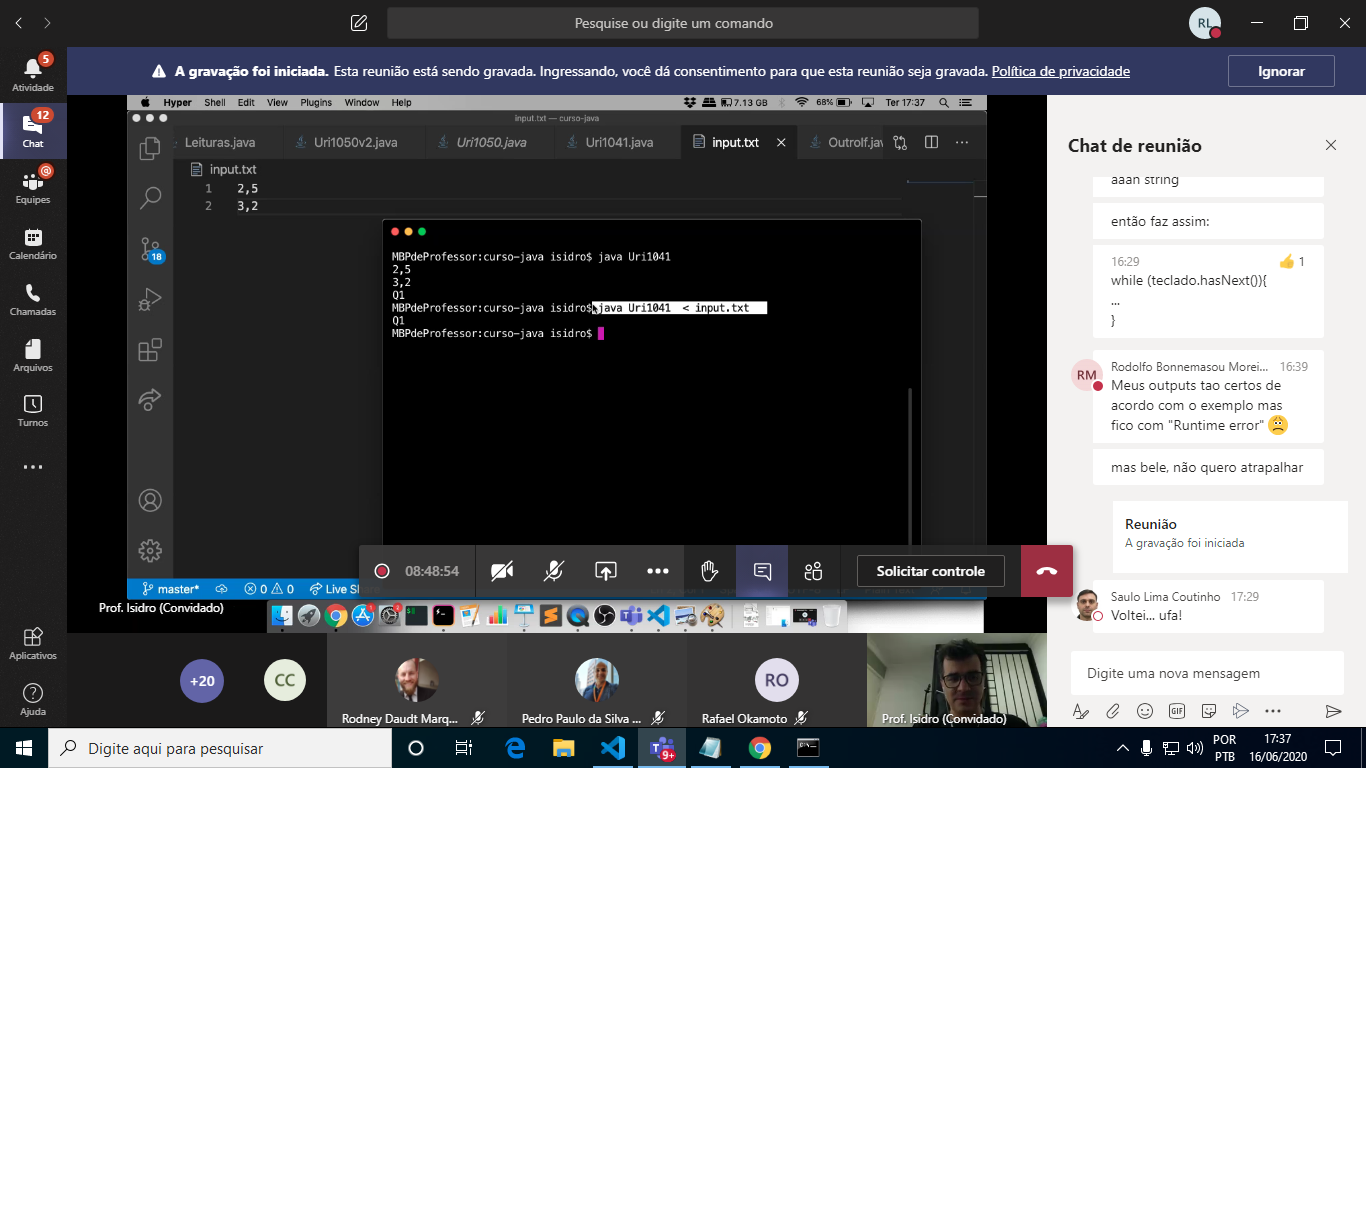 Pesquise ou digite um comando
RL
A gravação foi iniciada. Esta reunião está sendo gravada. Ingressando, você dá consentimento para que esta reunião seja gravada. Política de privacidade
Ignorar
5
Atividade
12
Chat
@
Equipes
Calendário
Chamadas
Arquivos
Turnos
Aplicativos
Ajuda
Hyper Shell Edit View Plugins Window Help
7.13 GB 68% Ter 17:37
input.txt — curso-java
Leituras.java Uri1050v2.java Uri1050.java Uri1041.java input.txt OutroIf.jav
input.txt
1 2,5
2 3,2
18
MBPdeProfessor:curso-java isidro$ java Uri1041
2,5
3,2
Q1
MBPdeProfessor:curso-java isidro$ java Uri1041 < input.txt
Q1
MBPdeProfessor:curso-java isidro$
08:48:54
Solicitar controle
master* 0 0 Live S
Prof. Isidro (Convidado)
+20
CC
Rodney Daudt Marq...
Pedro Paulo da Silva ...
RO
Rafael Okamoto
Prof. Isidro (Convidado)
Chat de reunião
aaah string
então faz assim:
16:29 1
while (teclado.hasNext()){
...
}
RM
Rodolfo Bonnemasou Morei... 16:39
Meus outputs tao certos de
acordo com o exemplo mas
fico com "Runtime error"
mas bele, não quero atrapalhar
Reunião
A gravação foi iniciada
Saulo Lima Coutinho 17:29
Voltei... ufa!
Digite uma nova mensagem
GIF
Digite aqui para pesquisar
9+
POR
PTB
17:37
16/06/2020